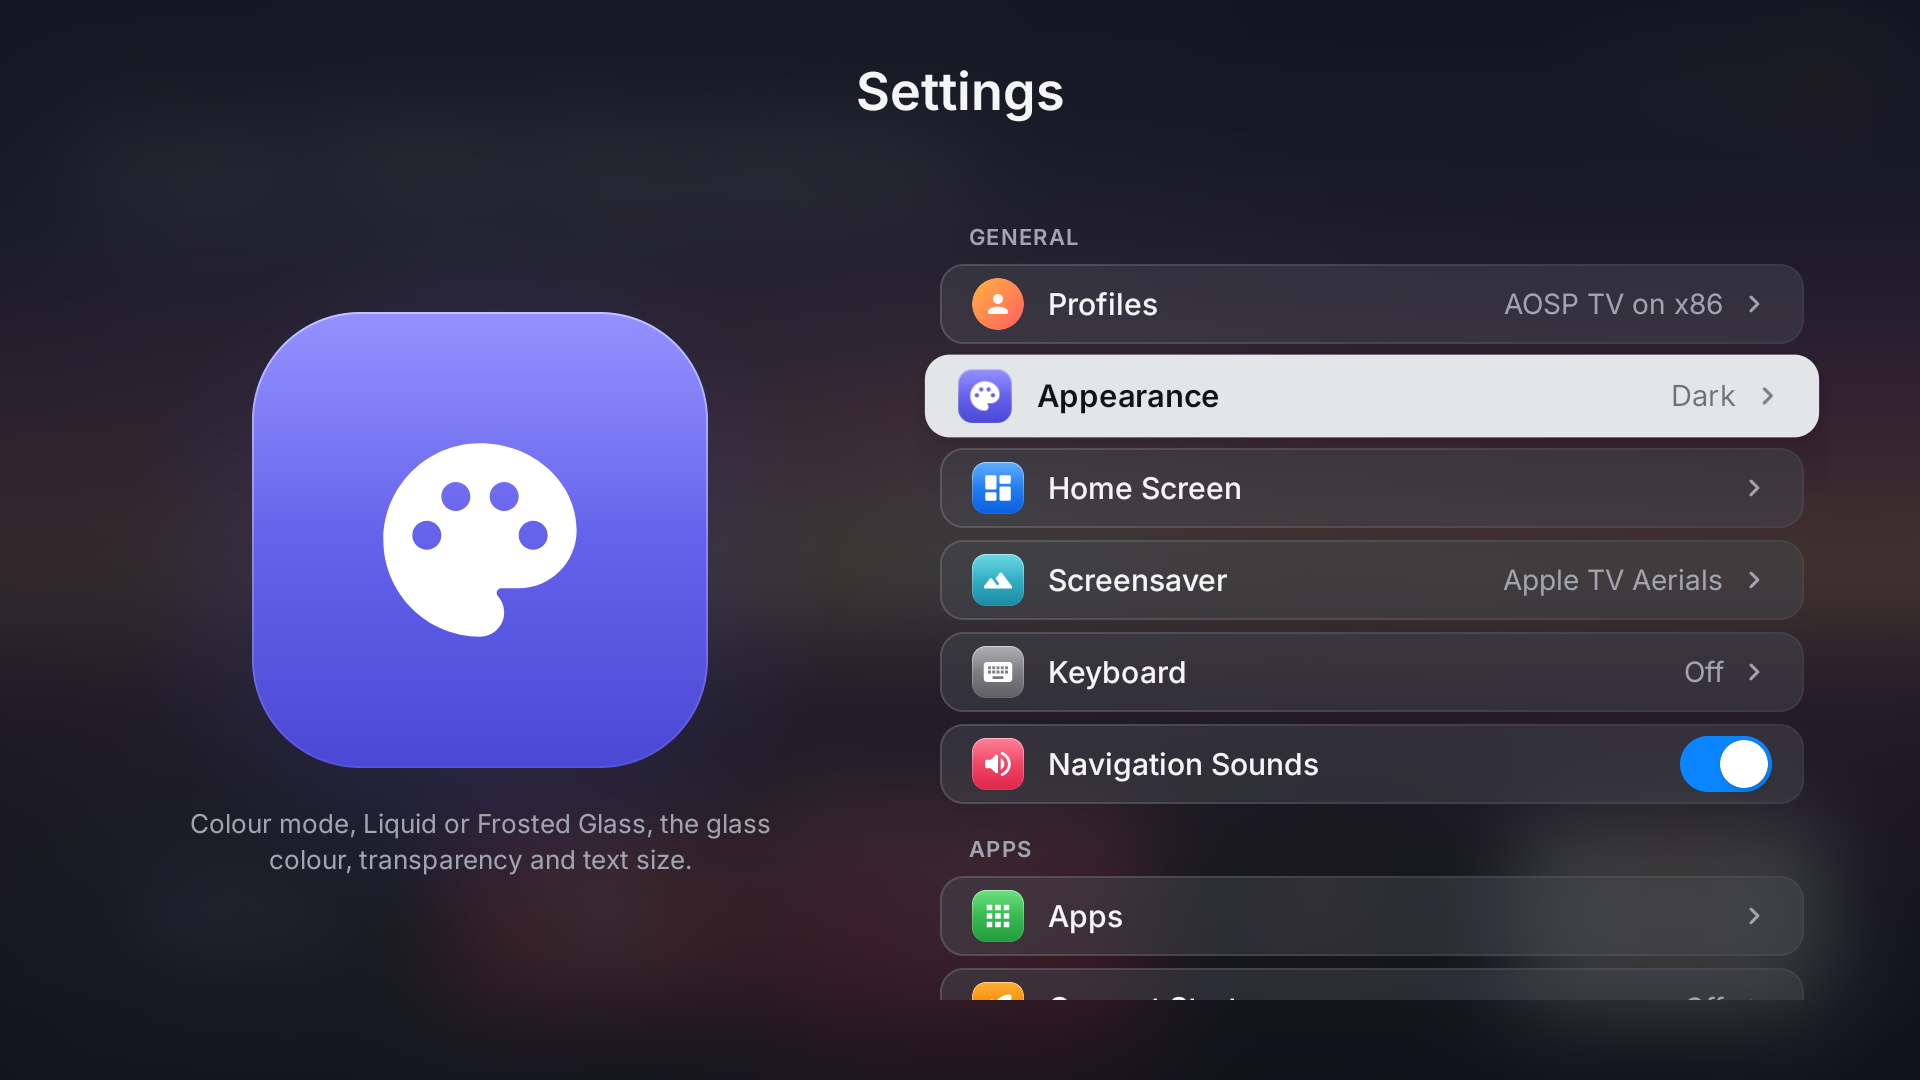 Settings
GENERAL
Profiles
AOSP TV on x86
Appearance
Dark
Home Screen
Screensaver
Apple TV Aerials
Keyboard
Off
Navigation Sounds
Colour mode, Liquid or Frosted Glass, the glass
colour, transparency and text size.
APPS
Apps